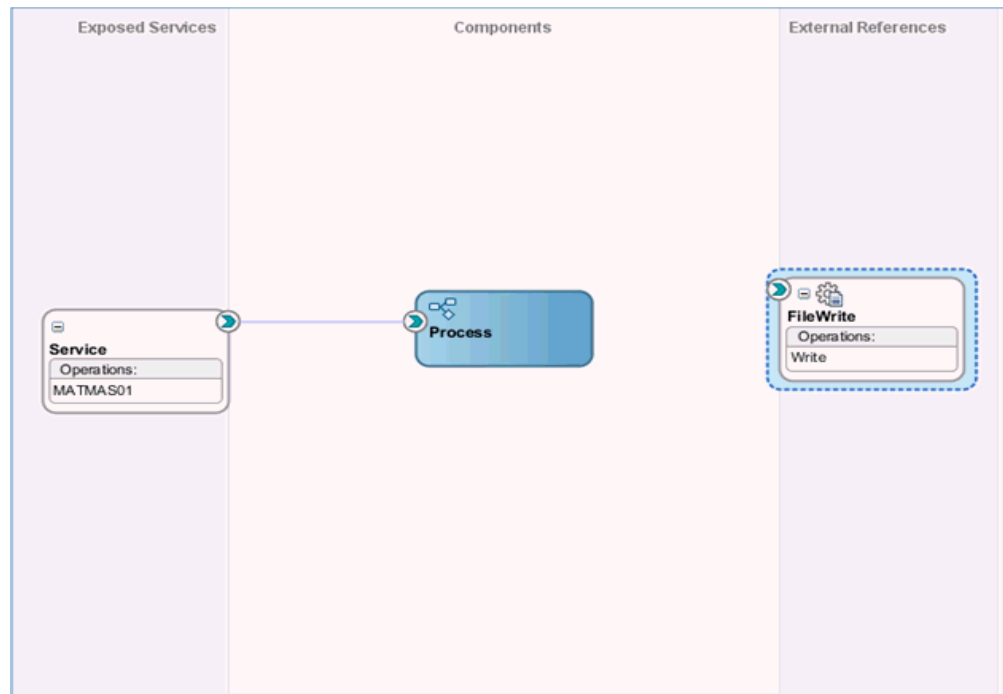 Exposed Services
Components
External References
Service
Operations:
MATMAS01
Process
FileWrite
Operations:
Write